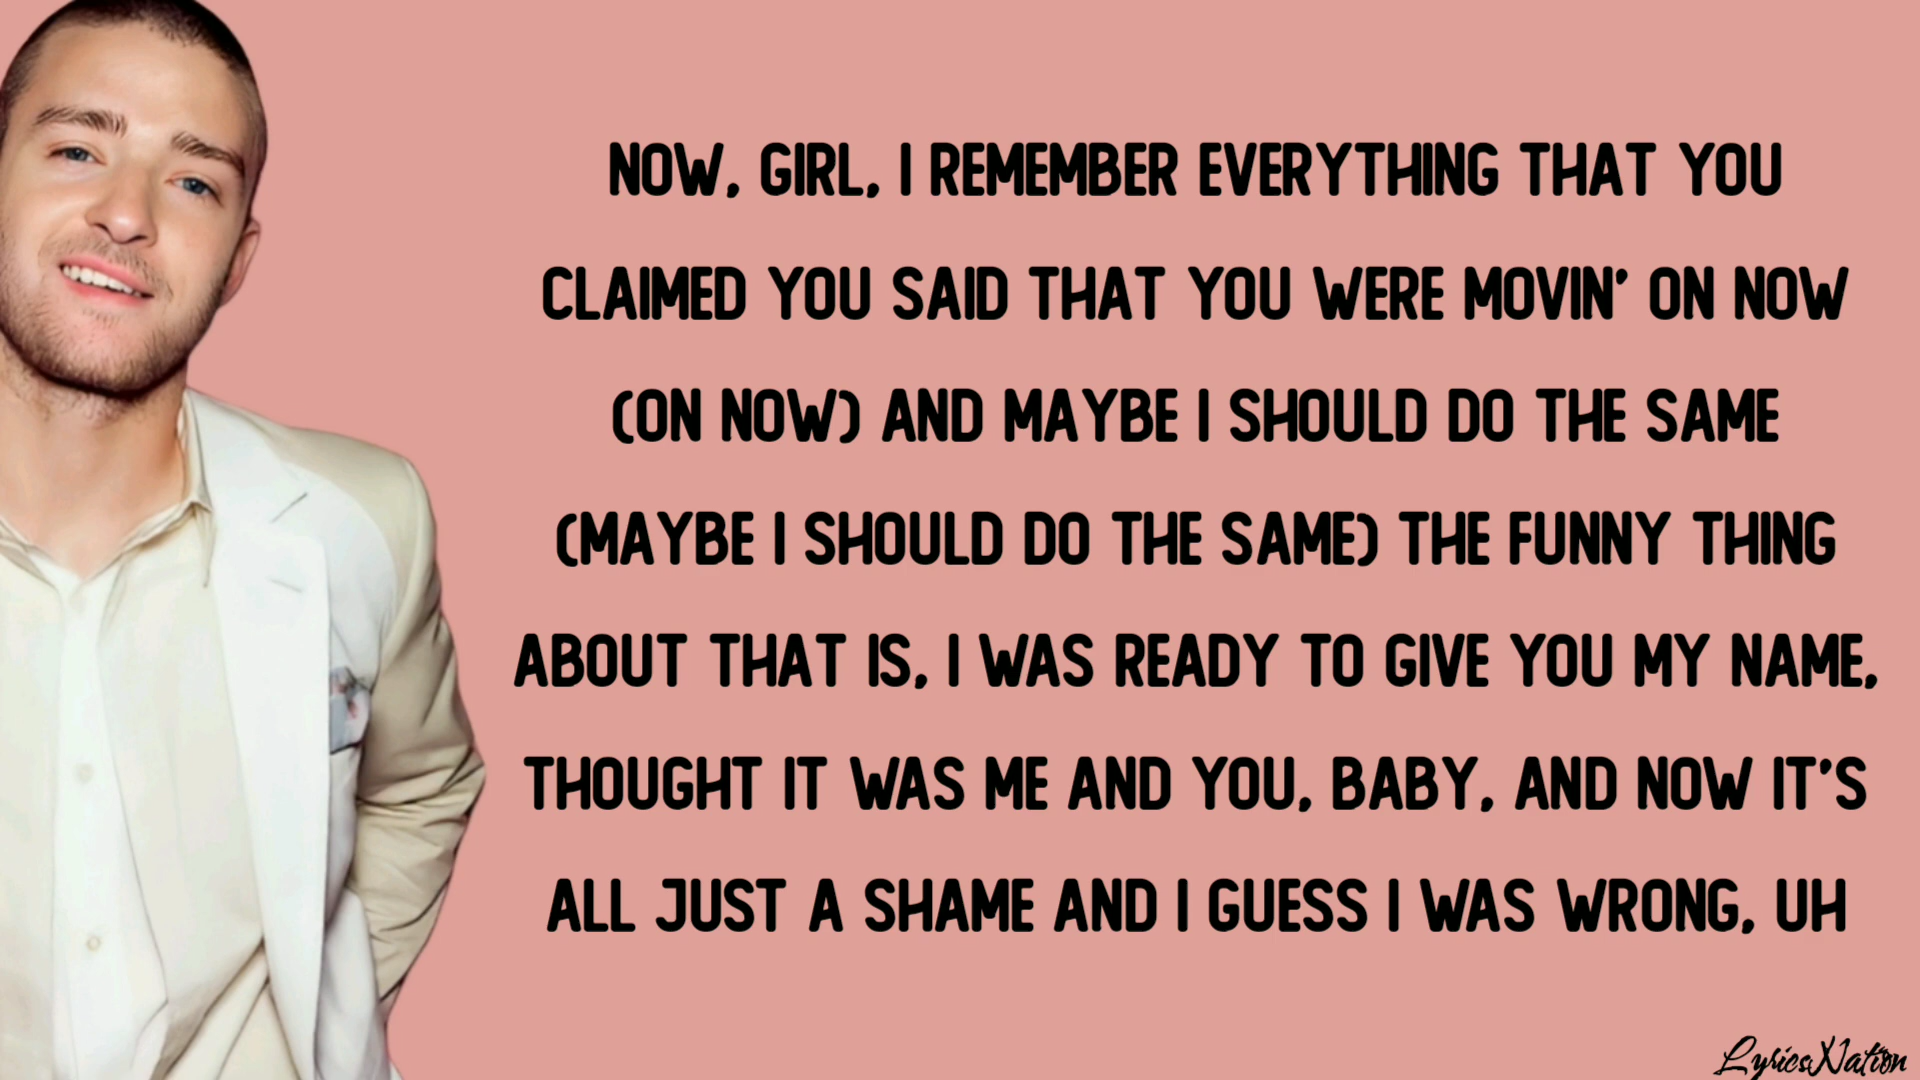 NOW, GIRL, I REMEMBER EVERYTHING THAT YOU
CLAIMED YOU SAID THAT YOU WERE MOVIN' ON NOW
(ON NOW) AND MAYBE I SHOULD DO THE SAME
(MAYBE I SHOULD DO THE SAME) THE FUNNY THING
ABOUT THAT IS, I WAS READY TO GIVE YOU MY NAME,
THOUGHT IT WAS ME AND YOU, BABY, AND NOW IT'S
ALL JUST A SHAME AND I GUESS I WAS WRONG, UH
LyricsNation